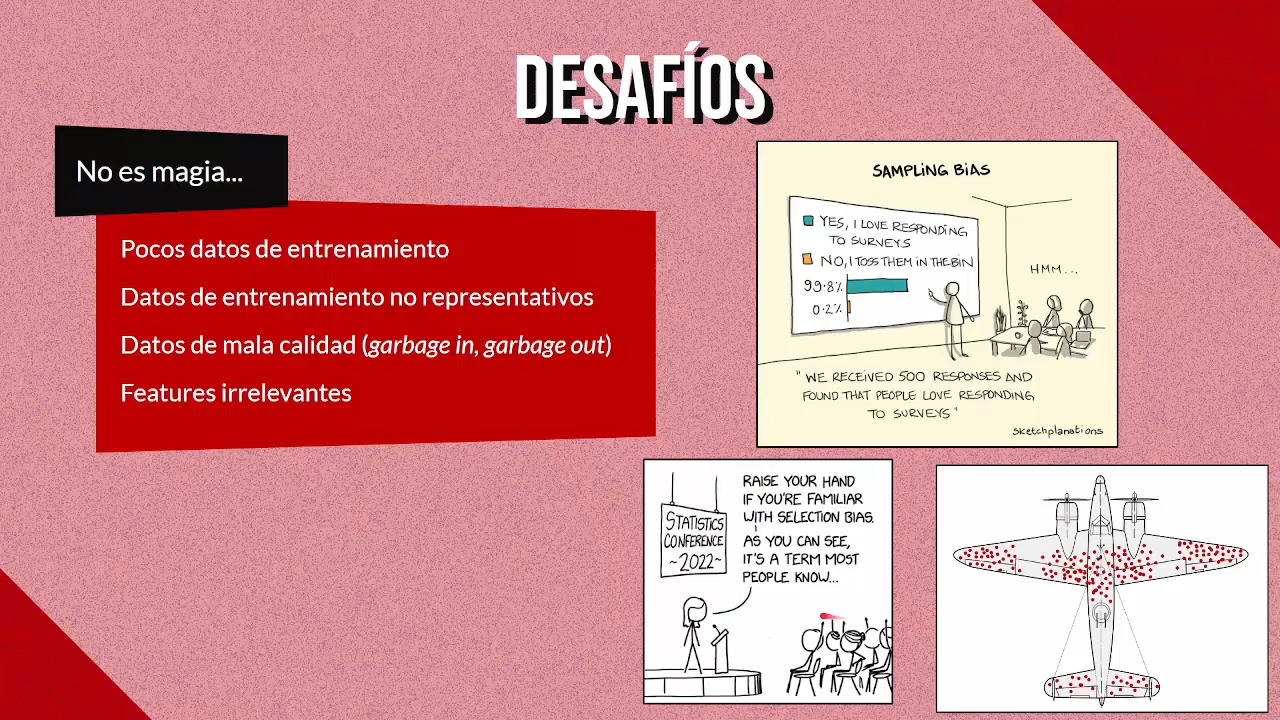 DESAFÍOS
No es magia...
Pocos datos de entrenamiento
Datos de entrenamiento no representativos
Datos de mala calidad (garbage in, garbage out)
Features irrelevantes
SAMPLING BIAS
YES, I LOVE RESPONDING
TO SURVEYS
NO, I TOSS THEM IN THE BIN
99.8%
0.2%
HMM...
"WE RECEIVED 500 RESPONSES AND
FOUND THAT PEOPLE LOVE RESPONDING
TO SURVEYS"
sketchplanations
STATISTICS
CONFERENCE
~2022~
RAISE YOUR HAND
IF YOU'RE FAMILIAR
WITH SELECTION BIAS.
AS YOU CAN SEE,
IT'S A TERM MOST
PEOPLE KNOW...